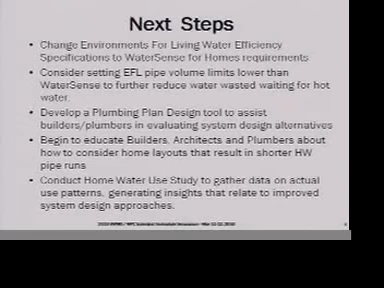 Next Steps
• Change Environments For Living Water Efficiency
Specifications to WaterSense for Homes requirements
• Consider setting EFL pipe volume limits lower than
WaterSense to further reduce water wasted waiting for hot
water.
• Develop a Plumbing Plan Design tool to assist
builders/plumbers in evaluating system design alternatives
• Begin to educate Builders, Architects and Plumbers about
how to consider home layouts that result in shorter HW
pipe runs
• Conduct Home Water Use Study to gather data on actual
use patterns, generating insights that relate to improved
system design approaches.